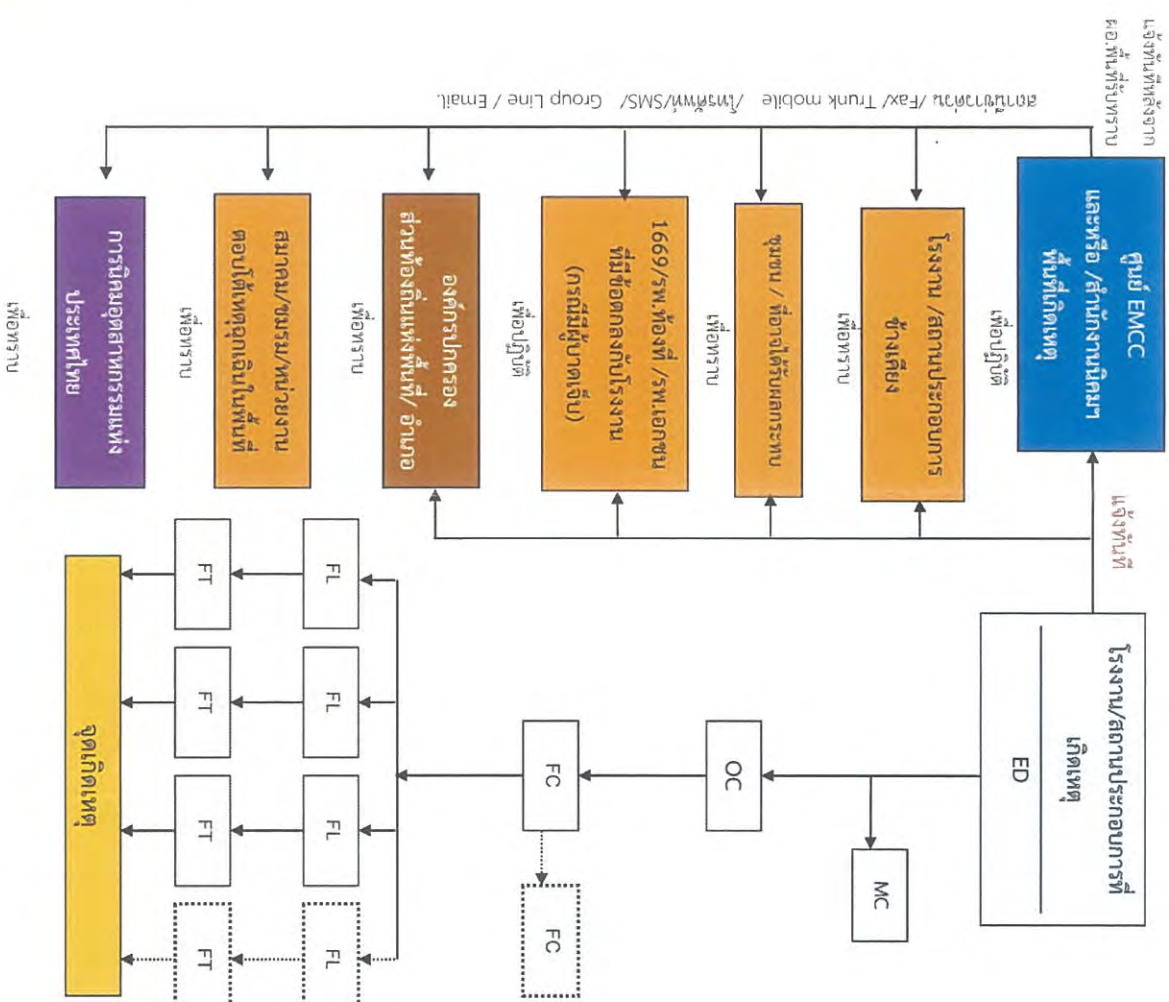 แจ้งทันทีหลังจาก
ผอ.พื้นที่รับทราบ
สถานีข่าวด่วน /Fax/ Trunk mobile /โทรศัพท์/SMS/ Group Line / Email.
ศูนย์ EMCC
และหรือ /สำนักงานนิคมฯ
พื้นที่เกิดเหตุ
เพื่อปฏิบัติ
โรงงาน /สถานประกอบการ
ข้างเคียง
เพื่อทราบ
ชุมชน / ที่อาจได้รับผลกระทบ
เพื่อทราบ
1669/รพ.ท้องที่ /รพ.เอกชน
ที่มีข้อตกลงกับโรงงาน
(กรณีมีผู้บาดเจ็บ)
เพื่อปฏิบัติ
องค์กรปกครอง
ส่วนท้องถิ่นแห่งพื้นที่/ อำเภอ
เพื่อทราบ
สมาคม/ชมรม/หน่วยงาน
ตอบโต้เหตุฉุกเฉินในพื้นที่
เพื่อทราบ
การนิคมอุตสาหกรรมแห่ง
ประเทศไทย
เพื่อทราบ
แจ้งทันที
โรงงาน/สถานประกอบการที่
เกิดเหตุ
ED
MC
OC
FC
FC
FL
FL
FL
FL
FT
FT
FT
FT
จุดเกิดเหตุ